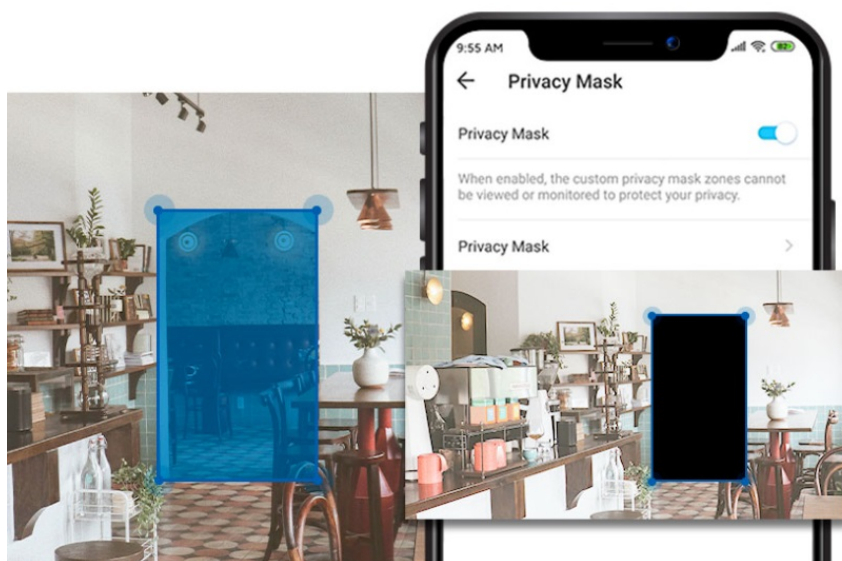 9:55 AM
82
Privacy Mask
Privacy Mask
When enabled, the custom privacy mask zones cannot
be viewed or monitored to protect your privacy.
Privacy Mask